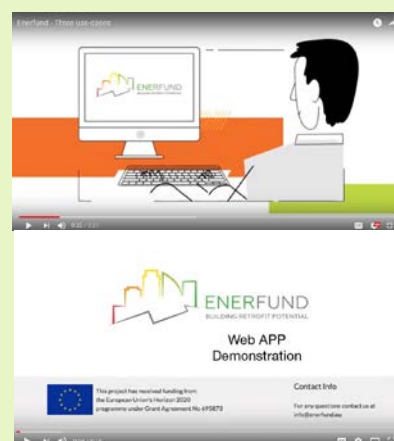 Enerfund - Three use cases
ENERFUND
ENERFUND
BUILDING RETROFIT POTENTIAL
Web APP
Demonstration
This project has received funding from
the European Union's Horizon 2020
programme under Grant Agreement No 695873
Contact Info
For any questions contact us at
info@enerfund.eu